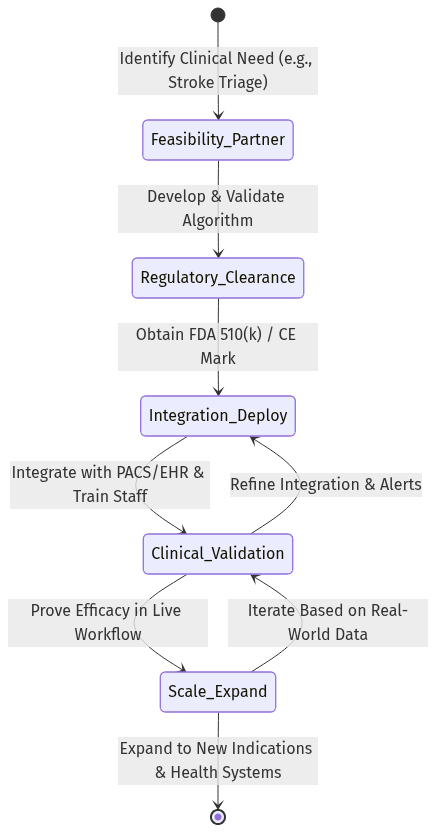 Identify Clinical Need (e.g.,
Stroke Triage)
Feasibility_Partner
Develop & Validate
Algorithm
Regulatory_Clearance
Obtain FDA 510(k) / CE
Mark
Integration_Deploy
Integrate with PACS/EHR &
Train Staff
Refine Integration & Alerts
Clinical_Validation
Prove Efficacy in Live
Workflow
Iterate Based on Real-
World Data
Scale_Expand
Expand to New Indications
& Health Systems